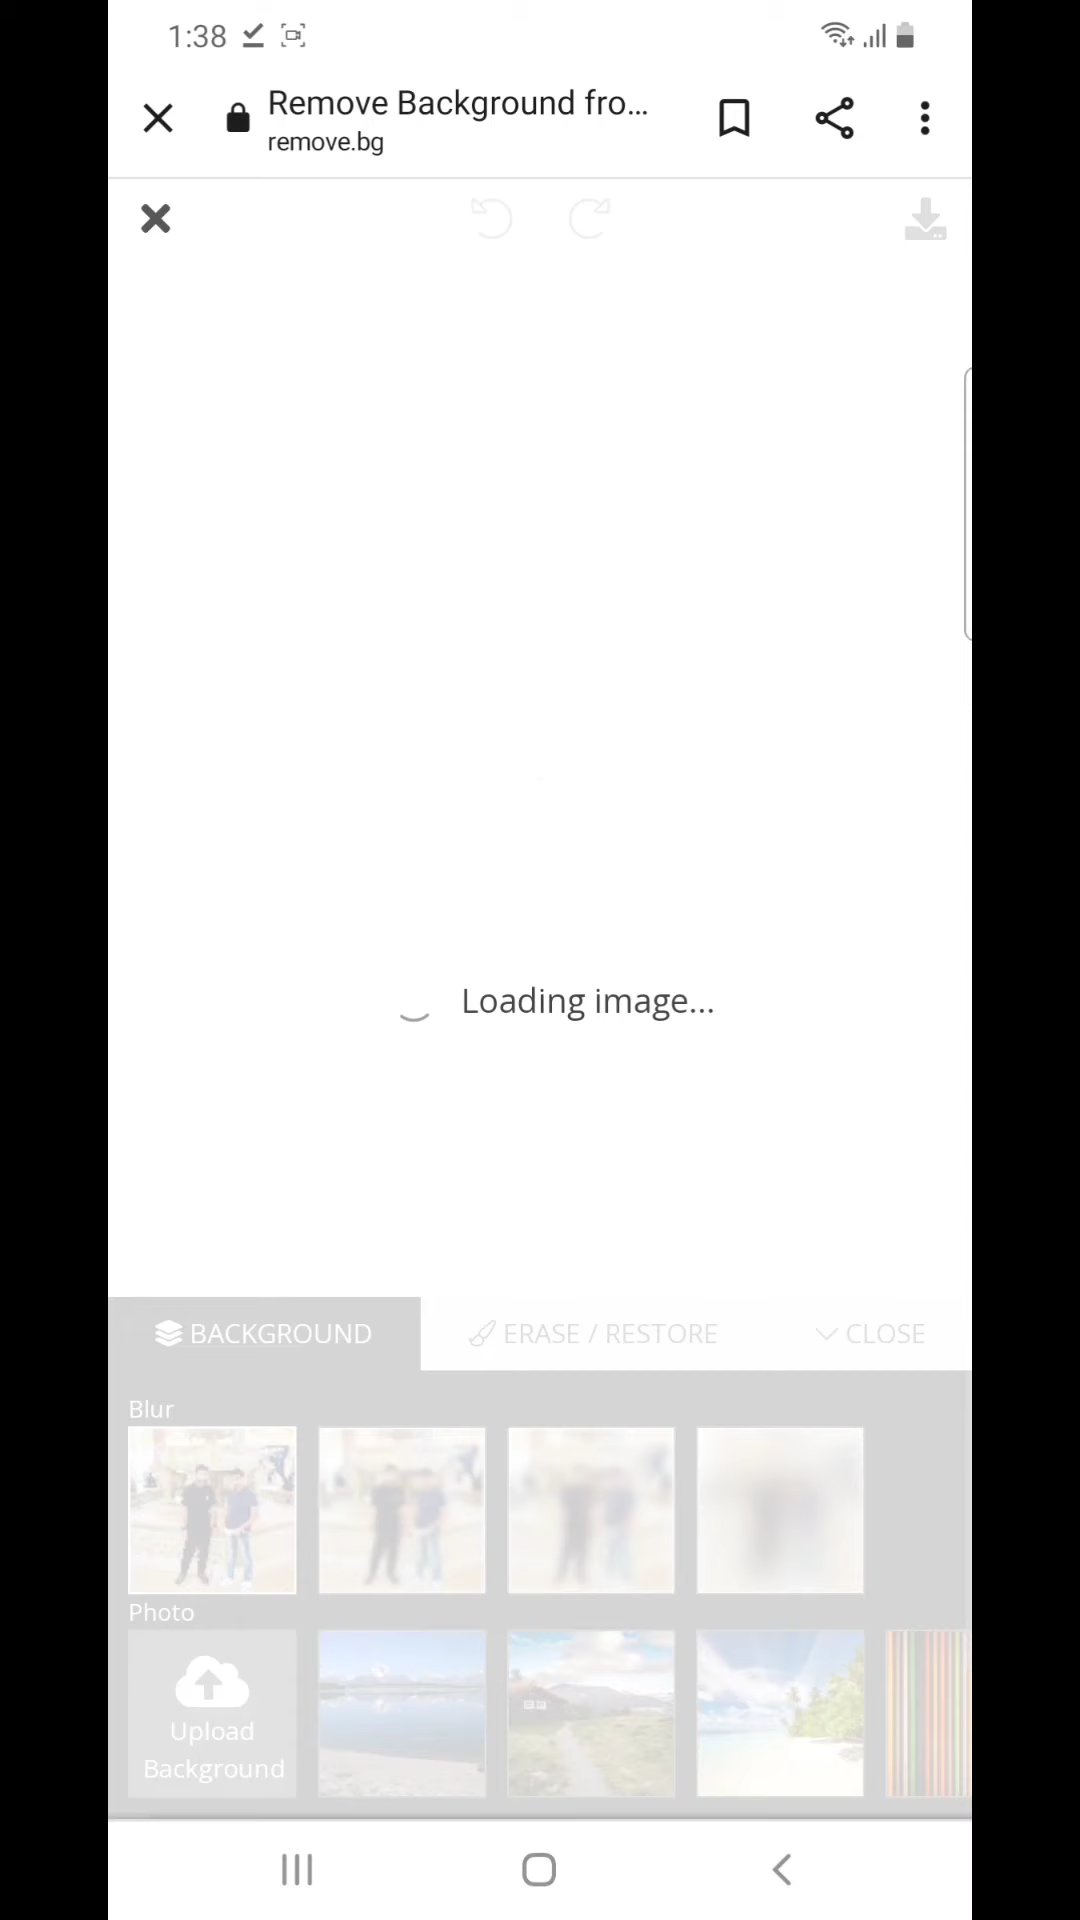 1:38
Remove Background fro...
remove.bg
Loading image...
BACKGROUND
ERASE / RESTORE
CLOSE
Blur
Photo
Upload
Background